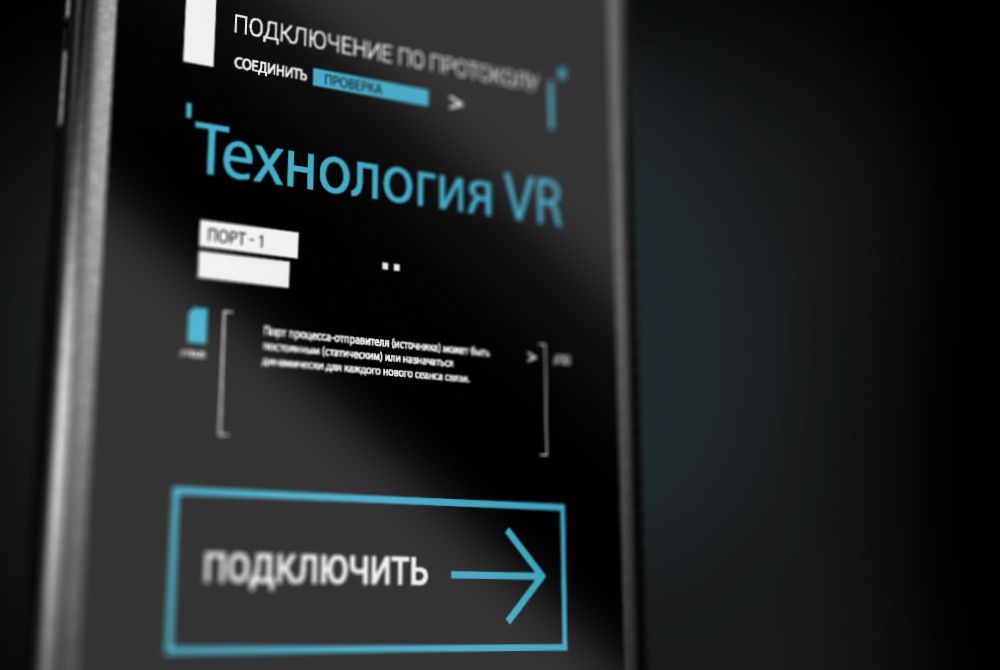 ПОДКЛЮЧЕНИЕ ПО ПРОТОКОЛУ
СОЕДИНИТЬ ПРОВЕРКА >
Технология VR
ПОРТ - 1
Порт процесса-отправителя (источника) может быть
постоянным (статическим) или назначаться
динамически для каждого нового сеанса связи.
>
ПОДКЛЮЧИТЬ